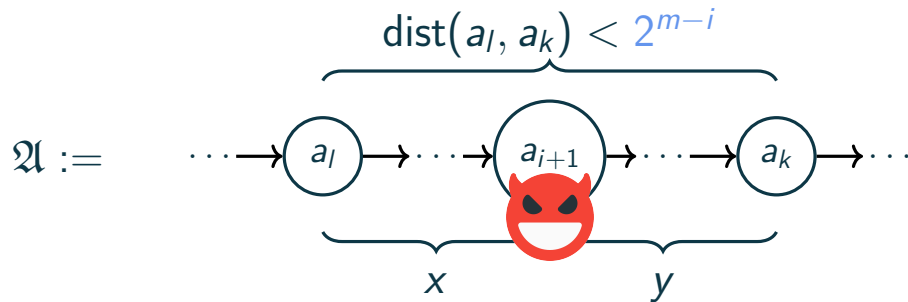 dist(a_l, a_k) < 2^{m−i}
𝔄 := ··· a_l ··· a_{i+1} ··· a_k ···
x y